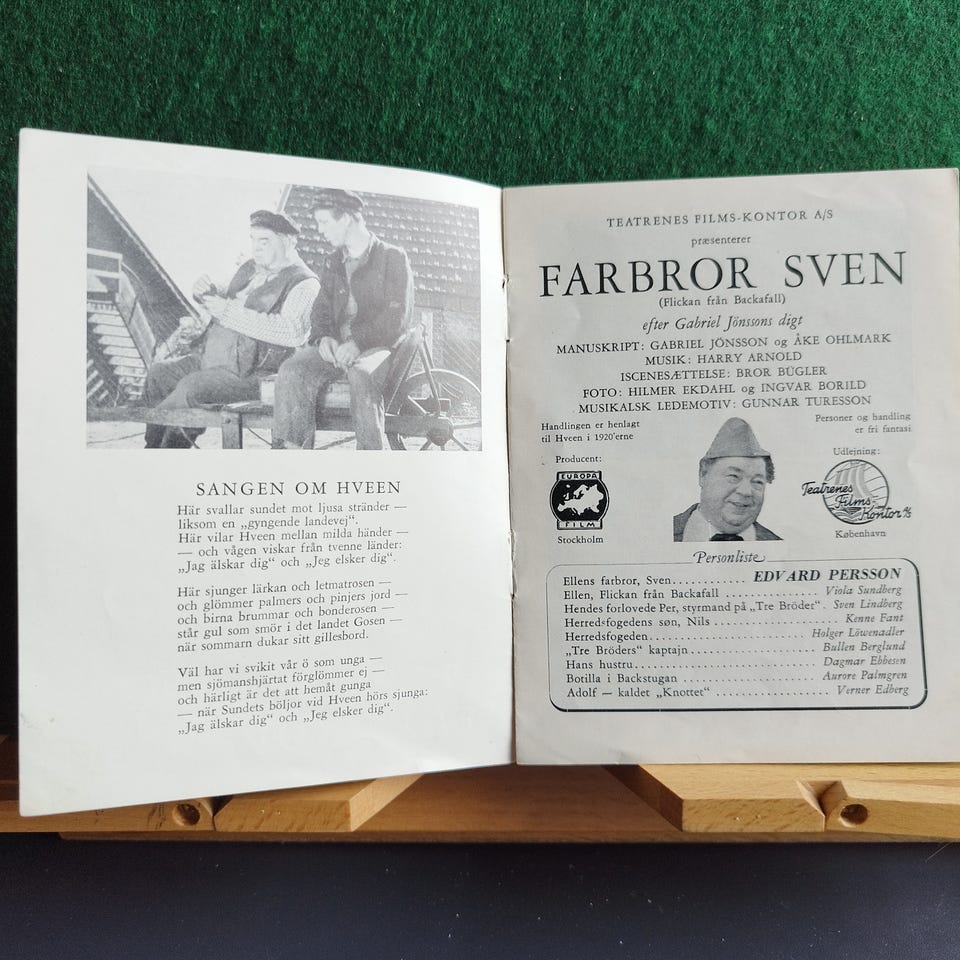 SANGEN OM HVEEN
Här svallar sundet mot ljusa stränder —
liksom en „gyngende landevej“.
Här vilar Hveen mellan milda händer —
— och vågen viskar från tvenne länder:
„Jag älskar dig“ och „Jeg elsker dig“.
Här sjunger lärkan och letmatrosen —
och glömmer palmers och pinjers jord —
och birna brummar och bonderosen —
står gul som smör i det landet Gosen —
når sommarn dukar sitt gillesbord.
Väl har vi svikit vår ö som unga —
men sjömanshjärtat förglömmer ej —
och härligt är det att hemåt gunga
— når Sundets böljor vid Hveen hörs sjunga:
„Jag älskar dig“ och „Jeg elsker dig“.
TEATRENES FILMS-KONTOR A/S
præsenterer
FARBROR SVEN
(Flickan från Backafall)
efter Gabriel Jönssons digt
MANUSKRIPT: GABRIEL JÖNSSON og ÅKE OHLMARK
MUSIK: HARRY ARNOLD
ISCENESÆTTELSE: BROR BÜGLER
FOTO: HILMER EKDAHL og INGVAR BORILD
MUSIKALSK LEDEMOTIV: GUNNAR TURESSON
Handlingen er henlagt
til Hveen i 1920'erne
Personer og handling
er fri fantasi
Producent:
EUROPA
FILM
Stockholm
Udlejning:
Teatrenes
Films-
Kontor A/S
København
Personliste
Ellens farbror, Sven............ EDVARD PERSSON
Ellen, Flickan från Backafall .............. Viola Sundberg
Hendes forlovede Per, styrmand på „Tre Bröder“ . Sven Lindberg
Herredsfogedens søn, Nils .................. Kenne Fant
Herredsfogeden........................ Holger Löwenadler
„Tre Bröders“ kaptajn................... Bullen Berglund
Hans hustru........................... Dagmar Ebbesen
Botilla i Backstugan .................... Aurore Palmgren
Adolf — kaldet „Knottet“ .................. Verner Edberg